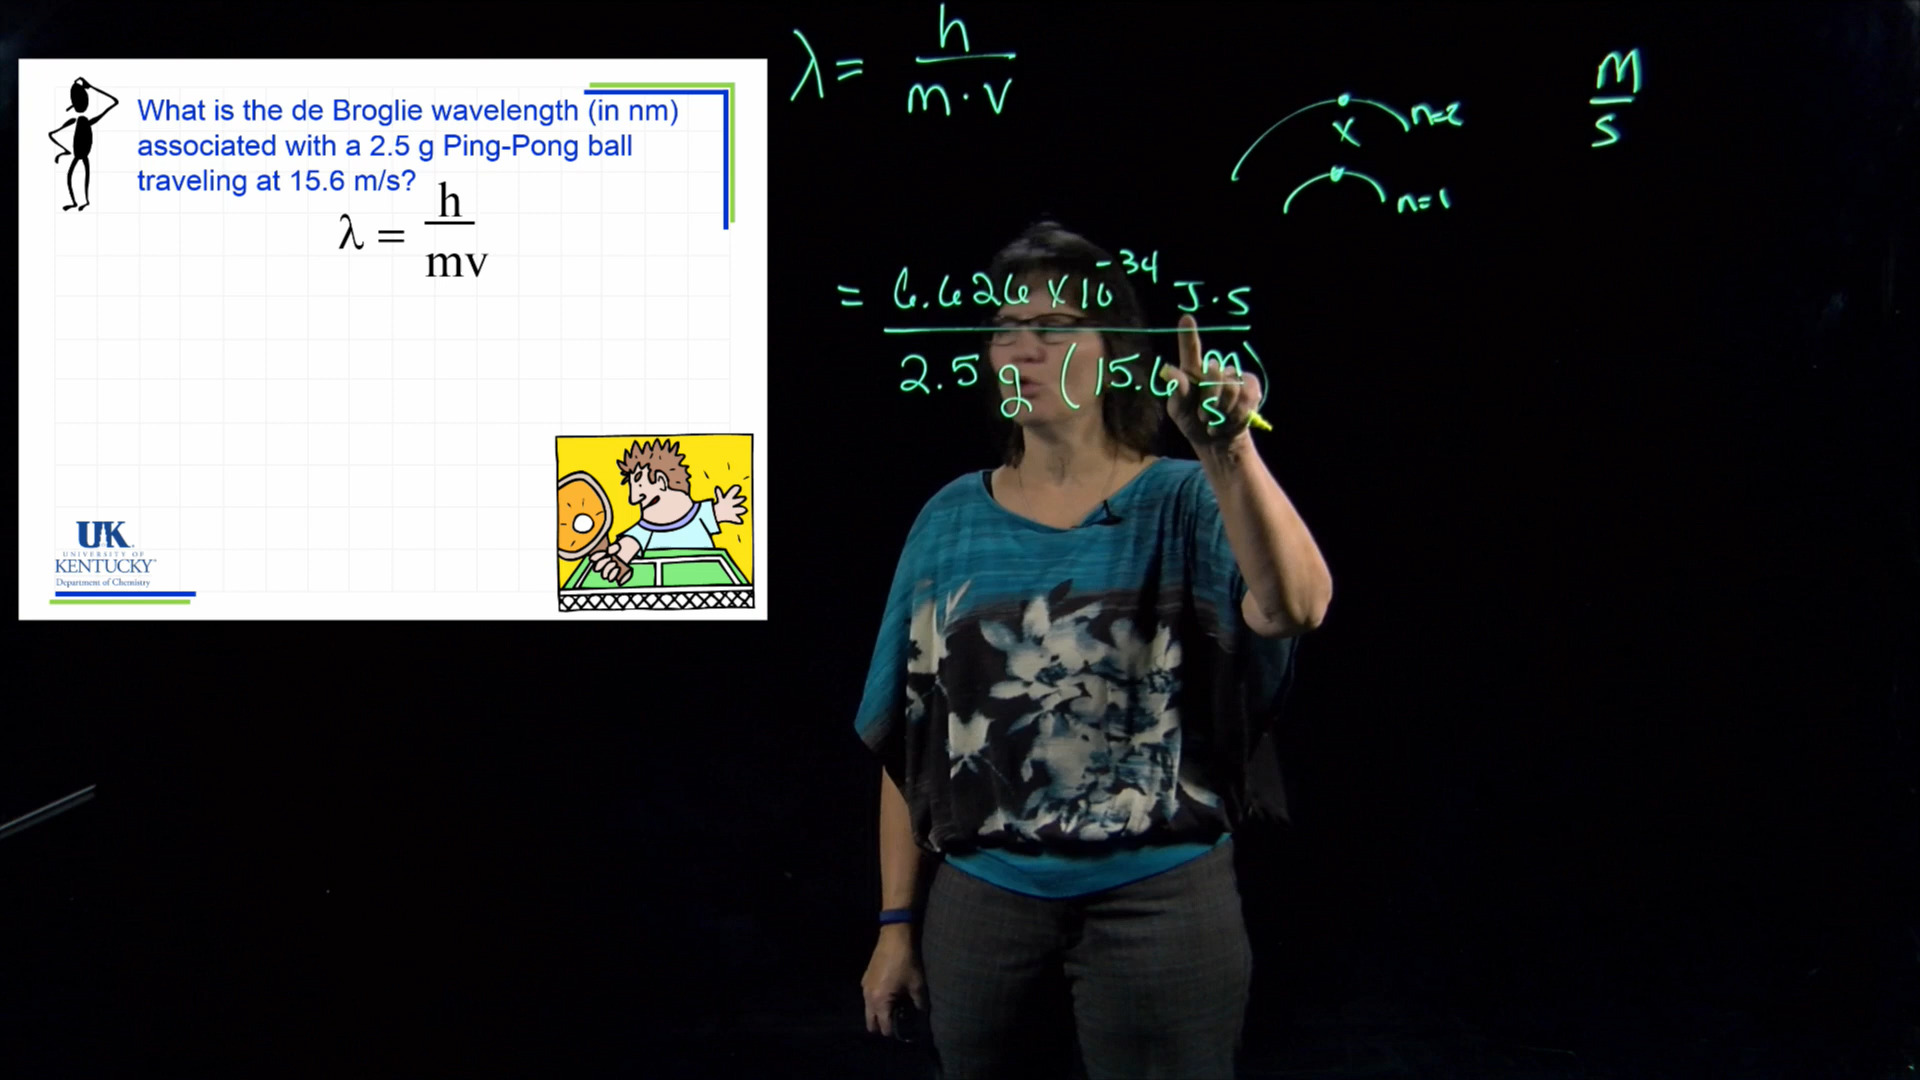 What is the de Broglie wavelength (in nm)
associated with a 2.5 g Ping-Pong ball
traveling at 15.6 m/s?
λ = h
mv
UK
UNIVERSITY OF
KENTUCKY
Department of Chemistry
λ = h
m · v
n=2
x
n=1
m
s
= 6.626 x 10^-34 J · s
2.5 g (15.6 m
s)